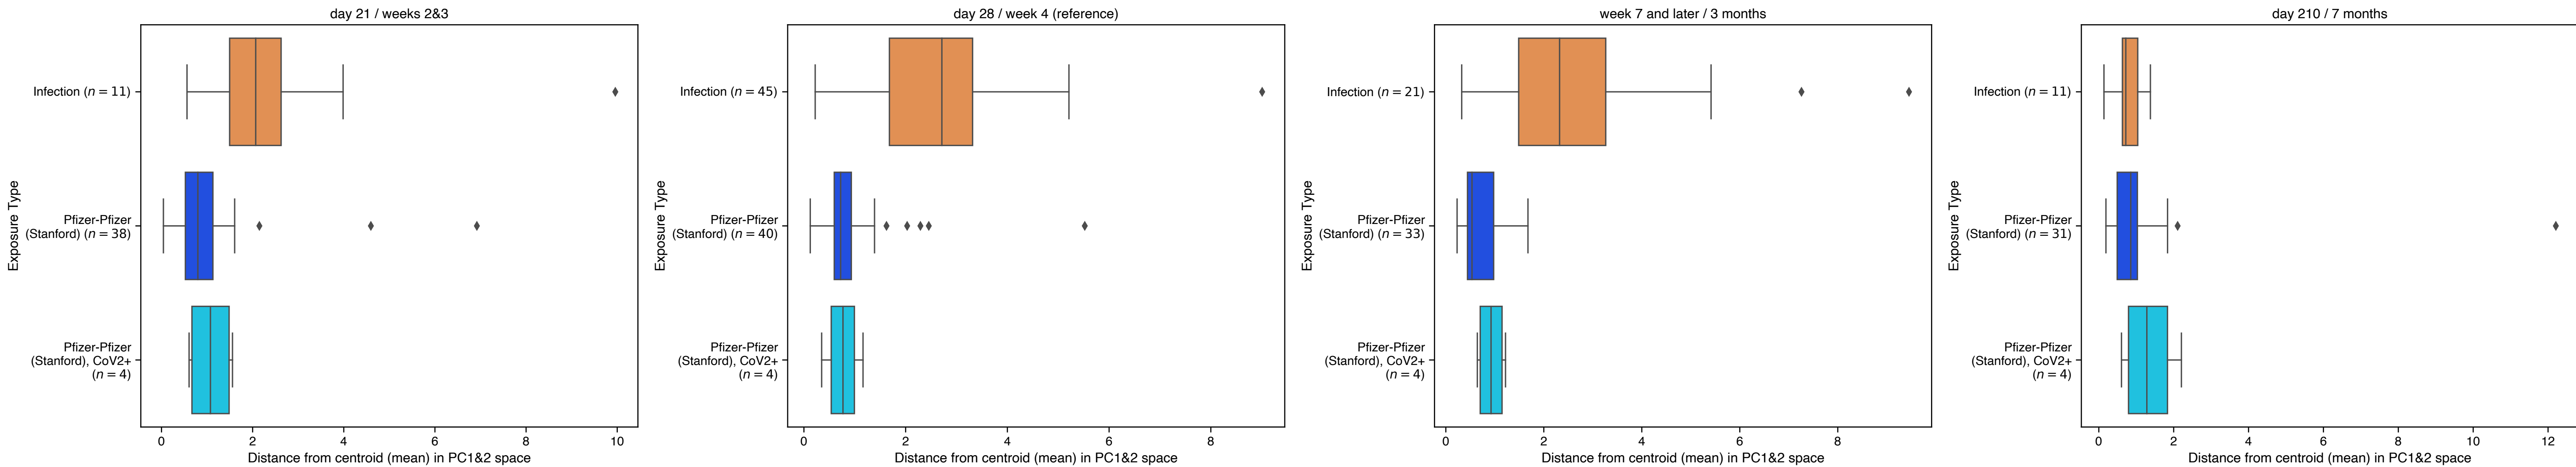 day 21 / weeks 2&3
Exposure Type
Infection (n = 11)
Pfizer-Pfizer
(Stanford) (n = 38)
Pfizer-Pfizer
(Stanford), CoV2+
(n = 4)
0 2 4 6 8 10
Distance from centroid (mean) in PC1&2 space
day 28 / week 4 (reference)
Exposure Type
Infection (n = 45)
Pfizer-Pfizer
(Stanford) (n = 40)
Pfizer-Pfizer
(Stanford), CoV2+
(n = 4)
0 2 4 6 8
Distance from centroid (mean) in PC1&2 space
week 7 and later / 3 months
Exposure Type
Infection (n = 21)
Pfizer-Pfizer
(Stanford) (n = 33)
Pfizer-Pfizer
(Stanford), CoV2+
(n = 4)
0 2 4 6 8
Distance from centroid (mean) in PC1&2 space
day 210 / 7 months
Exposure Type
Infection (n = 11)
Pfizer-Pfizer
(Stanford) (n = 31)
Pfizer-Pfizer
(Stanford), CoV2+
(n = 4)
0 2 4 6 8 10 12
Distance from centroid (mean) in PC1&2 space